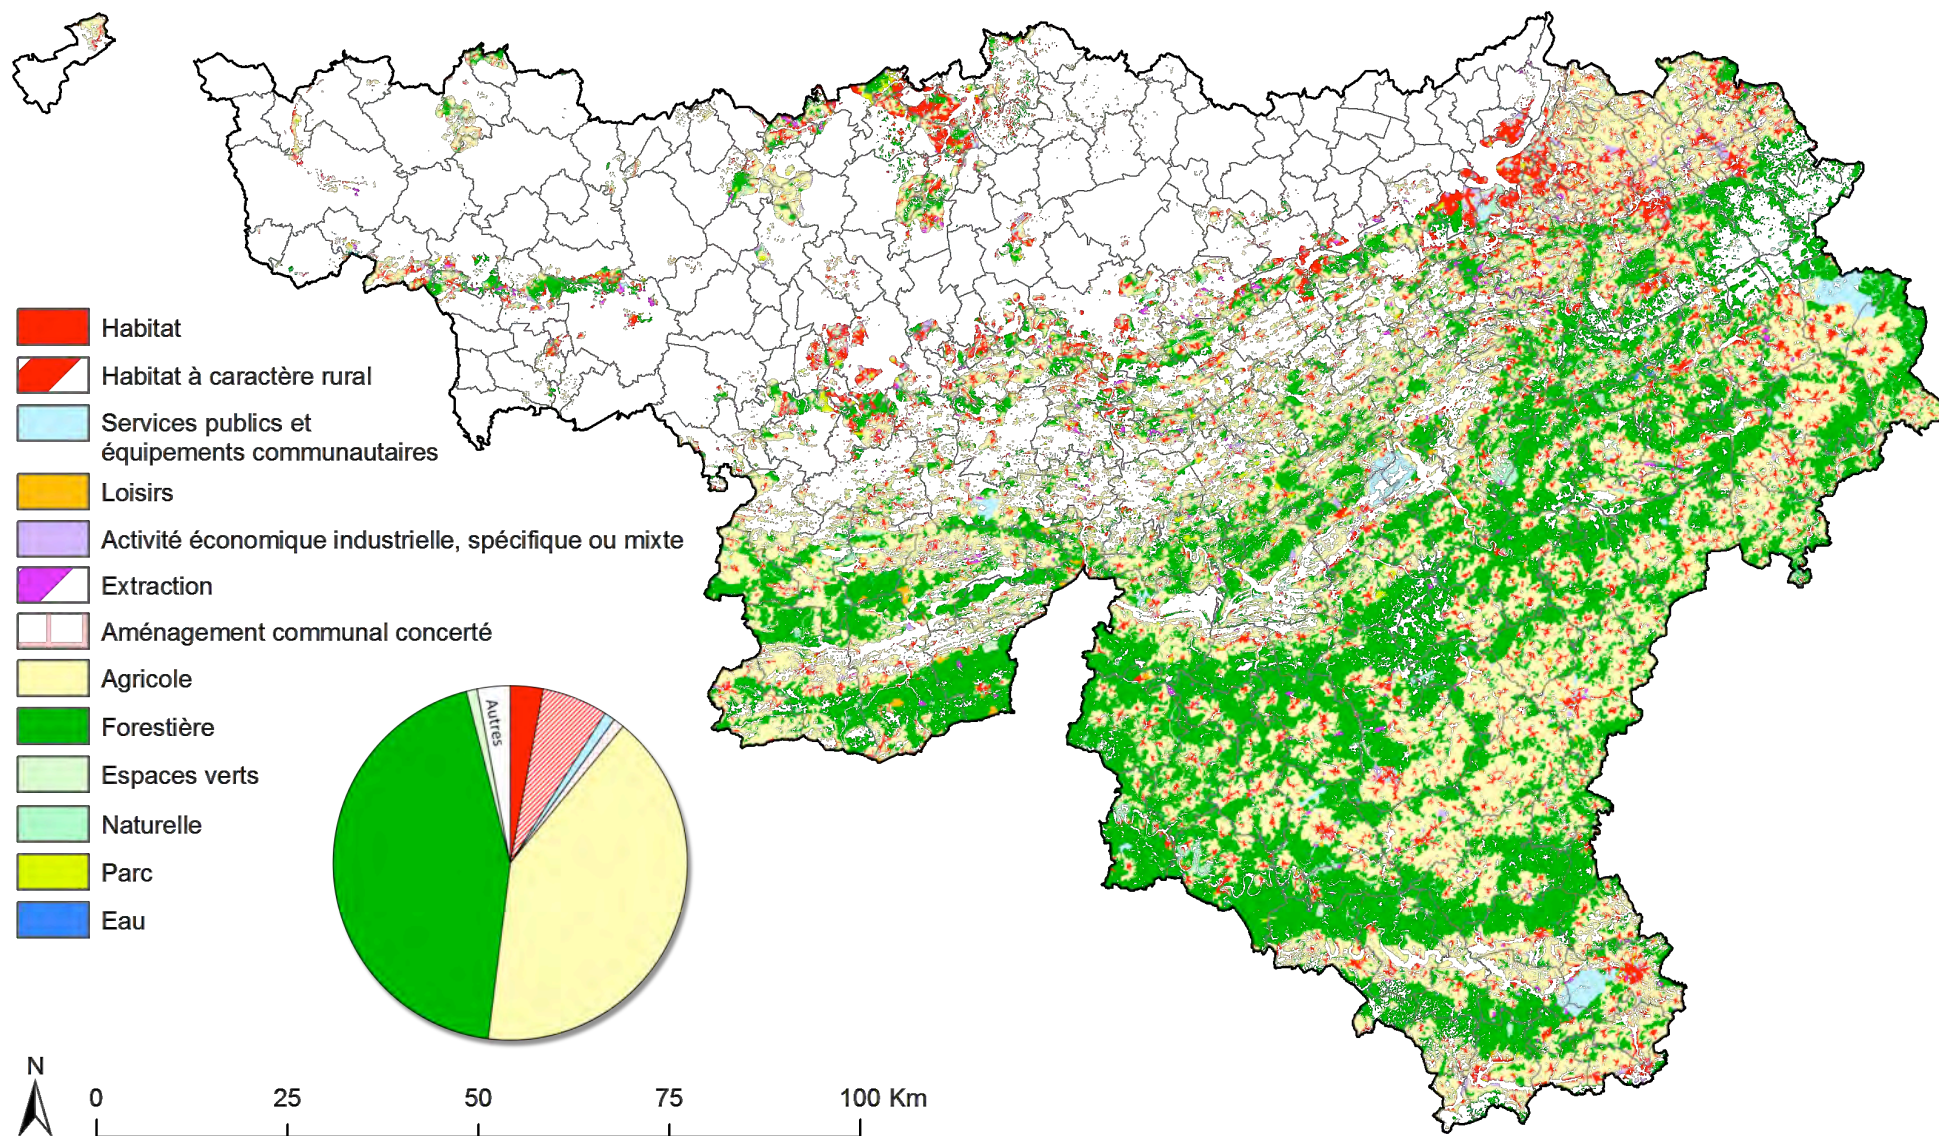 Habitat
Habitat à caractère rural
Services publics et
équipements communautaires
Loisirs
Activité économique industrielle, spécifique ou mixte
Extraction
Aménagement communal concerté
Agricole
Forestière
Espaces verts
Naturelle
Parc
Eau
Autres
N
0 25 50 75 100 Km